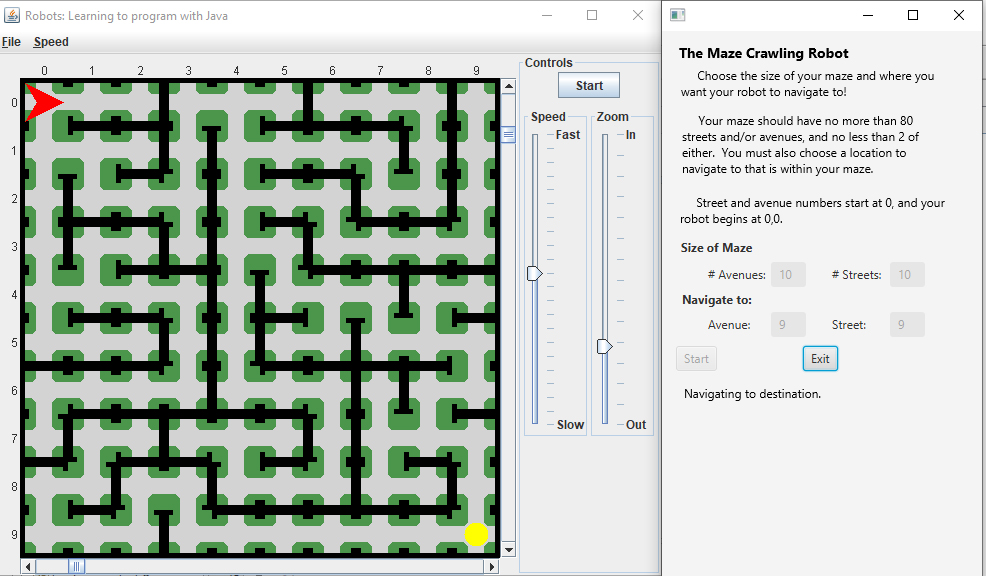 Robots: Learning to program with Java
File Speed
0 1 2 3 4 5 6 7 8 9
0
1
2
3
4
5
6
7
8
9
Controls
Start
Speed
Fast
Slow
Zoom
In
Out
The Maze Crawling Robot
Choose the size of your maze and where you
want your robot to navigate to!
Your maze should have no more than 80
streets and/or avenues, and no less than 2 of
either. You must also choose a location to
navigate to that is within your maze.
Street and avenue numbers start at 0, and your
robot begins at 0,0.
Size of Maze
# Avenues: 10 # Streets: 10
Navigate to:
Avenue: 9 Street: 9
Start Exit
Navigating to destination.